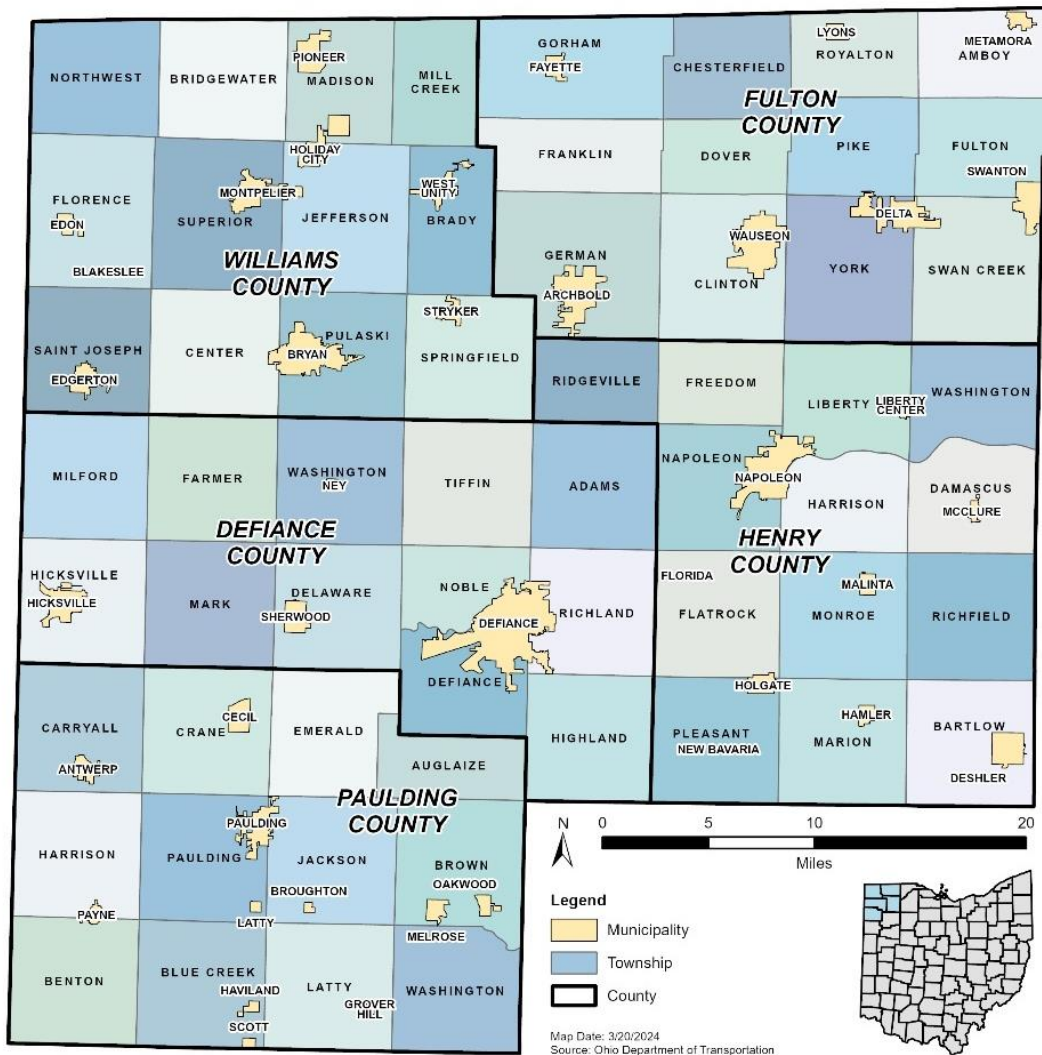 NORTHWEST
BRIDGEWATER
PIONEER
MADISON
MILL
CREEK
HOLIDAY
CITY
FLORENCE
EDON
BLAKESLEE
SUPERIOR
MONTPELIER
JEFFERSON
WEST
UNITY
BRADY
WILLIAMS
COUNTY
SAINT JOSEPH
EDGERTON
CENTER
PULASKI
BRYAN
STRYKER
SPRINGFIELD
GORHAM
FAYETTE
CHESTERFIELD
LYONS
ROYALTON
METAMORA
AMBOY
FULTON
COUNTY
FRANKLIN
DOVER
PIKE
FULTON
SWANTON
GERMAN
ARCHBOLD
CLINTON
WAUSEON
DELTA
YORK
SWAN CREEK
MILFORD
FARMER
WASHINGTON
NEY
TIFFIN
ADAMS
DEFIANCE
COUNTY
HICKSVILLE
HICKSVILLE
MARK
DELAWARE
SHERWOOD
NOBLE
DEFIANCE
RICHLAND
DEFIANCE
HIGHLAND
RIDGEVILLE
FREEDOM
LIBERTY
LIBERTY
CENTER
WASHINGTON
NAPOLEON
NAPOLEON
HARRISON
DAMASCUS
MCCLURE
HENRY
COUNTY
FLORIDA
FLATROCK
MALINTA
MONROE
RICHFIELD
HOLGATE
PLEASANT
NEW BAVARIA
HAMLER
MARION
BARTLOW
DESHLER
CARRYALL
ANTWERP
CECIL
CRANE
EMERALD
AUGLAIZE
PAULDING
COUNTY
HARRISON
PAYNE
PAULDING
PAULDING
LATTY
JACKSON
BROUGHTON
BROWN
OAKWOOD
MELROSE
BENTON
BLUE CREEK
HAVILAND
SCOTT
LATTY
GROVER
HILL
WASHINGTON
N
0 5 10 20
Miles
Legend
Municipality
Township
County
Map Date: 3/20/2024
Source: Ohio Department of Transportation